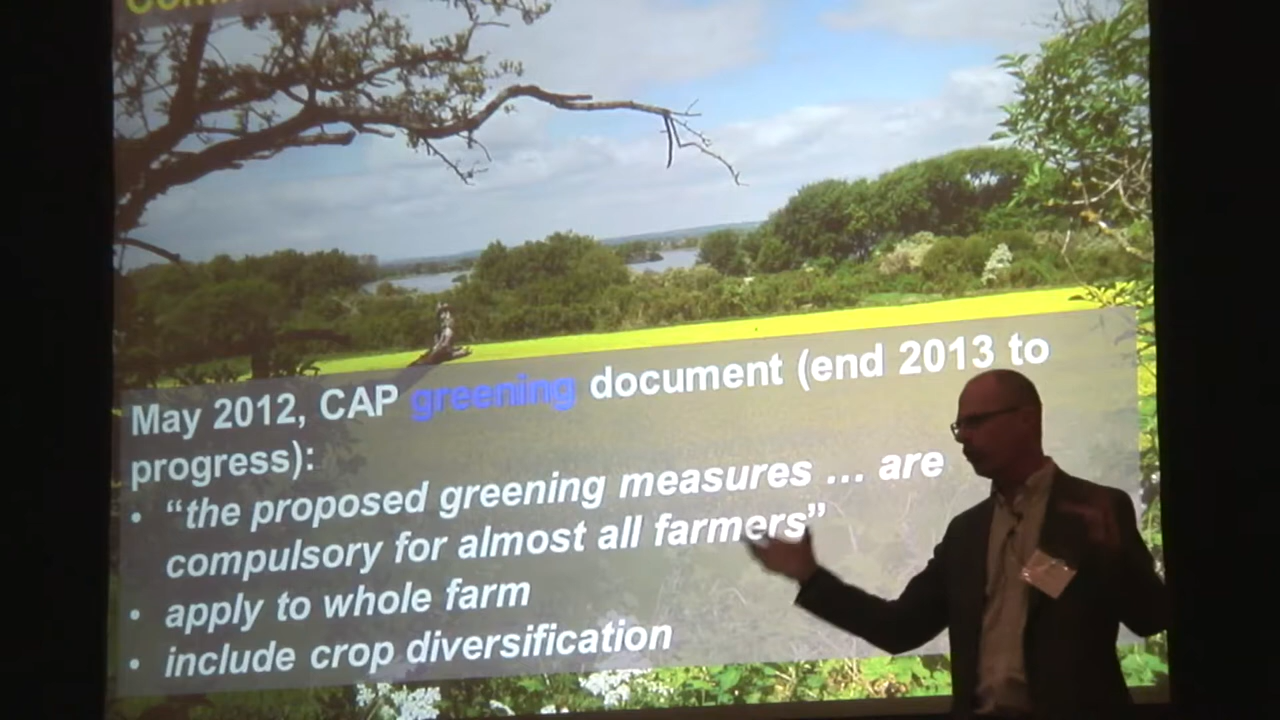 May 2012, CAP greening document (end 2013 to
progress):
• “the proposed greening measures ... are
compulsory for almost all farmers”
• apply to whole farm
• include crop diversification